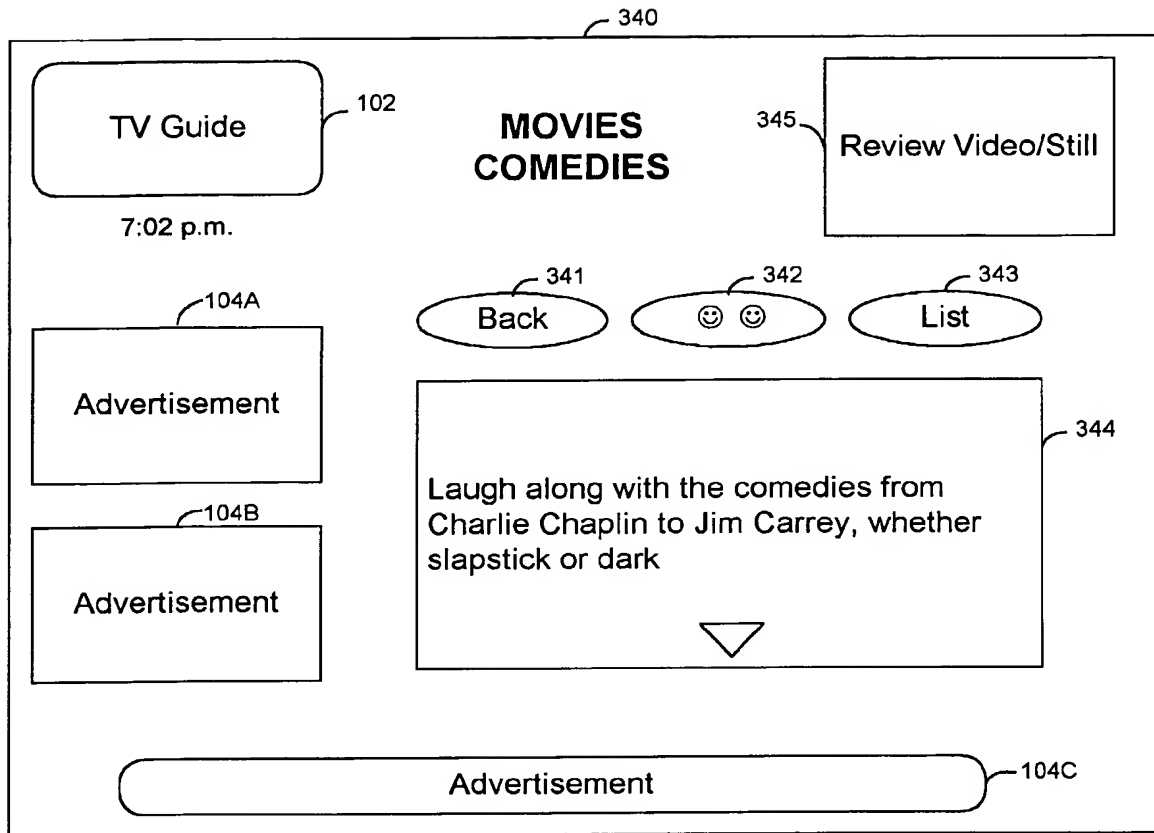 340
TV Guide
102
MOVIES
COMEDIES
345
Review Video/Still
7:02 p.m.
341
342
343
Back
☺ ☺
List
104A
Advertisement
344
Laugh along with the comedies from
Charlie Chaplin to Jim Carrey, whether
slapstick or dark
104B
Advertisement
Advertisement
104C